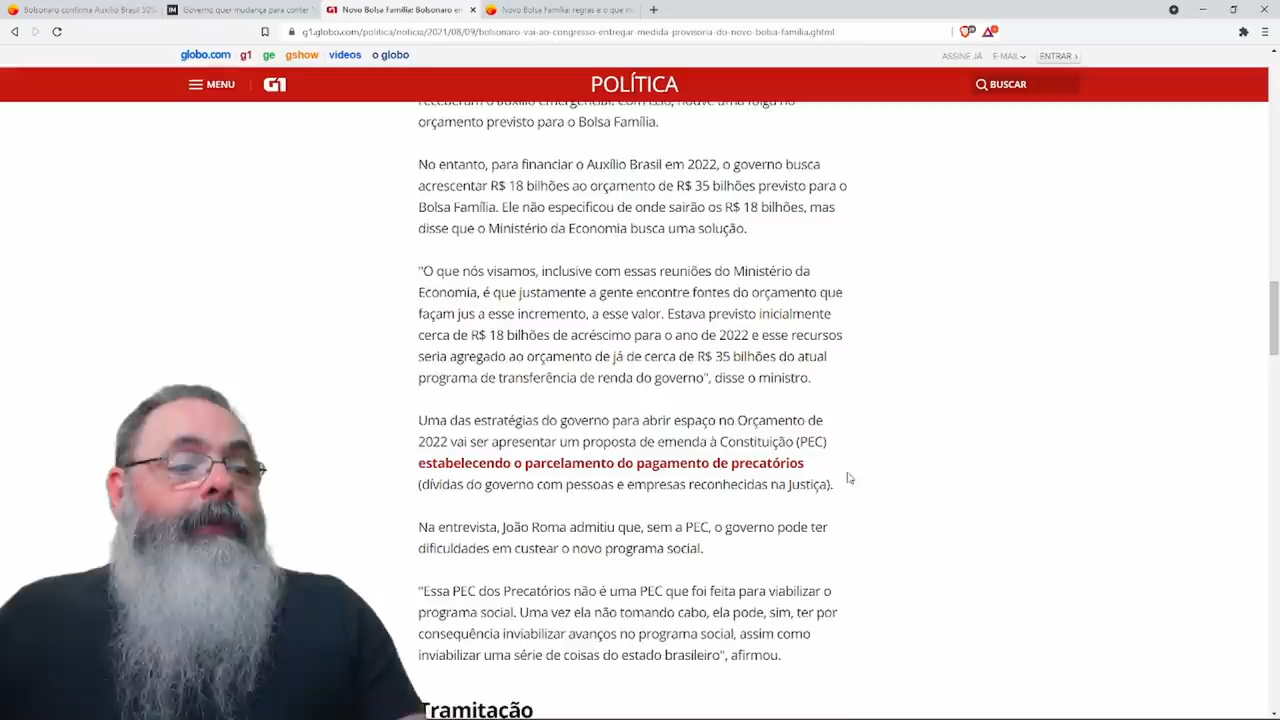 Bolsonaro confirma Auxílio Brasil 50%
Governo quer mudança para conter
Novo Bolsa Família: Bolsonaro en
Novo Bolsa Família: regras e o que m
g1.globo.com/politica/noticia/2021/08/09/bolsonaro-vai-ao-congresso-entregar-medida-provisoria-do-novo-bolsa-familia.ghtml
globo.com g1 ge gshow vídeos o globo
ASSINE JÁ E-MAIL ENTRAR ›
MENU G1 POLÍTICA BUSCAR
receberam o auxílio emergencial. Com isso, houve uma folga no
orçamento previsto para o Bolsa Família.
No entanto, para financiar o Auxílio Brasil em 2022, o governo busca
acrescentar R$ 18 bilhões ao orçamento de R$ 35 bilhões previsto para o
Bolsa Família. Ele não especificou de onde sairão os R$ 18 bilhões, mas
disse que o Ministério da Economia busca uma solução.
"O que nós visamos, inclusive com essas reuniões do Ministério da
Economia, é que justamente a gente encontre fontes do orçamento que
façam jus a esse incremento, a esse valor. Estava previsto inicialmente
cerca de R$ 18 bilhões de acréscimo para o ano de 2022 e esse recursos
seria agregado ao orçamento de já de cerca de R$ 35 bilhões do atual
programa de transferência de renda do governo", disse o ministro.
Uma das estratégias do governo para abrir espaço no Orçamento de
2022 vai ser apresentar um proposta de emenda à Constituição (PEC)
estabelecendo o parcelamento do pagamento de precatórios
(dívidas do governo com pessoas e empresas reconhecidas na Justiça).
Na entrevista, João Roma admitiu que, sem a PEC, o governo pode ter
dificuldades em custear o novo programa social.
"Essa PEC dos Precatórios não é uma PEC que foi feita para viabilizar o
programa social. Uma vez ela não tomando cabo, ela pode, sim, ter por
consequência inviabilizar avanços no programa social, assim como
inviabilizar uma série de coisas do estado brasileiro", afirmou.
Tramitação